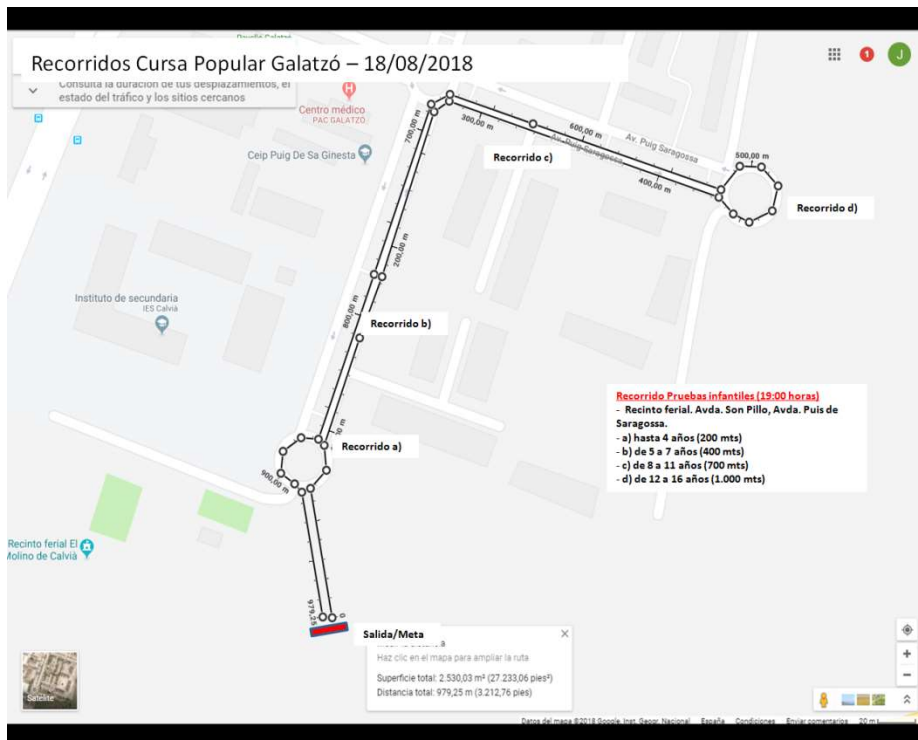 Recorridos Cursa Popular Galatzó – 18/08/2018
1
J
Consulta la duración de tus desplazamientos, el
estado del tráfico y los sitios cercanos
Centro médico
PAC GALATZÓ
Ceip Puig De Sa Ginesta
700,00 m
300,00 m
600,00 m
Av. Puig Saragossa
Av. Puig Saragossa
500,00 m
400,00 m
Recorrido c)
Recorrido d)
200,00 m
Instituto de secundaria
IES Calvià
800,00 m
Recorrido b)
Recorrido a)
900,00 m
Recorrido Pruebas infantiles (19:00 horas)
- Recinto ferial. Avda. Son Pillo, Avda. Puis de
Saragossa.
- a) hasta 4 años (200 mts)
- b) de 5 a 7 años (400 mts)
- c) de 8 a 11 años (700 mts)
- d) de 12 a 16 años (1.000 mts)
Recinto ferial El
Molino de Calvià
979,25
0
Salida/Meta
Haz clic en el mapa para ampliar la ruta
Superficie total: 2.530,03 m² (27.233,06 pies²)
Distancia total: 979,25 m (3.212,76 pies)
Satélite
Datos del mapa ©2018 Google, Inst. Geogr. Nacional España Condiciones Enviar comentarios 20 m